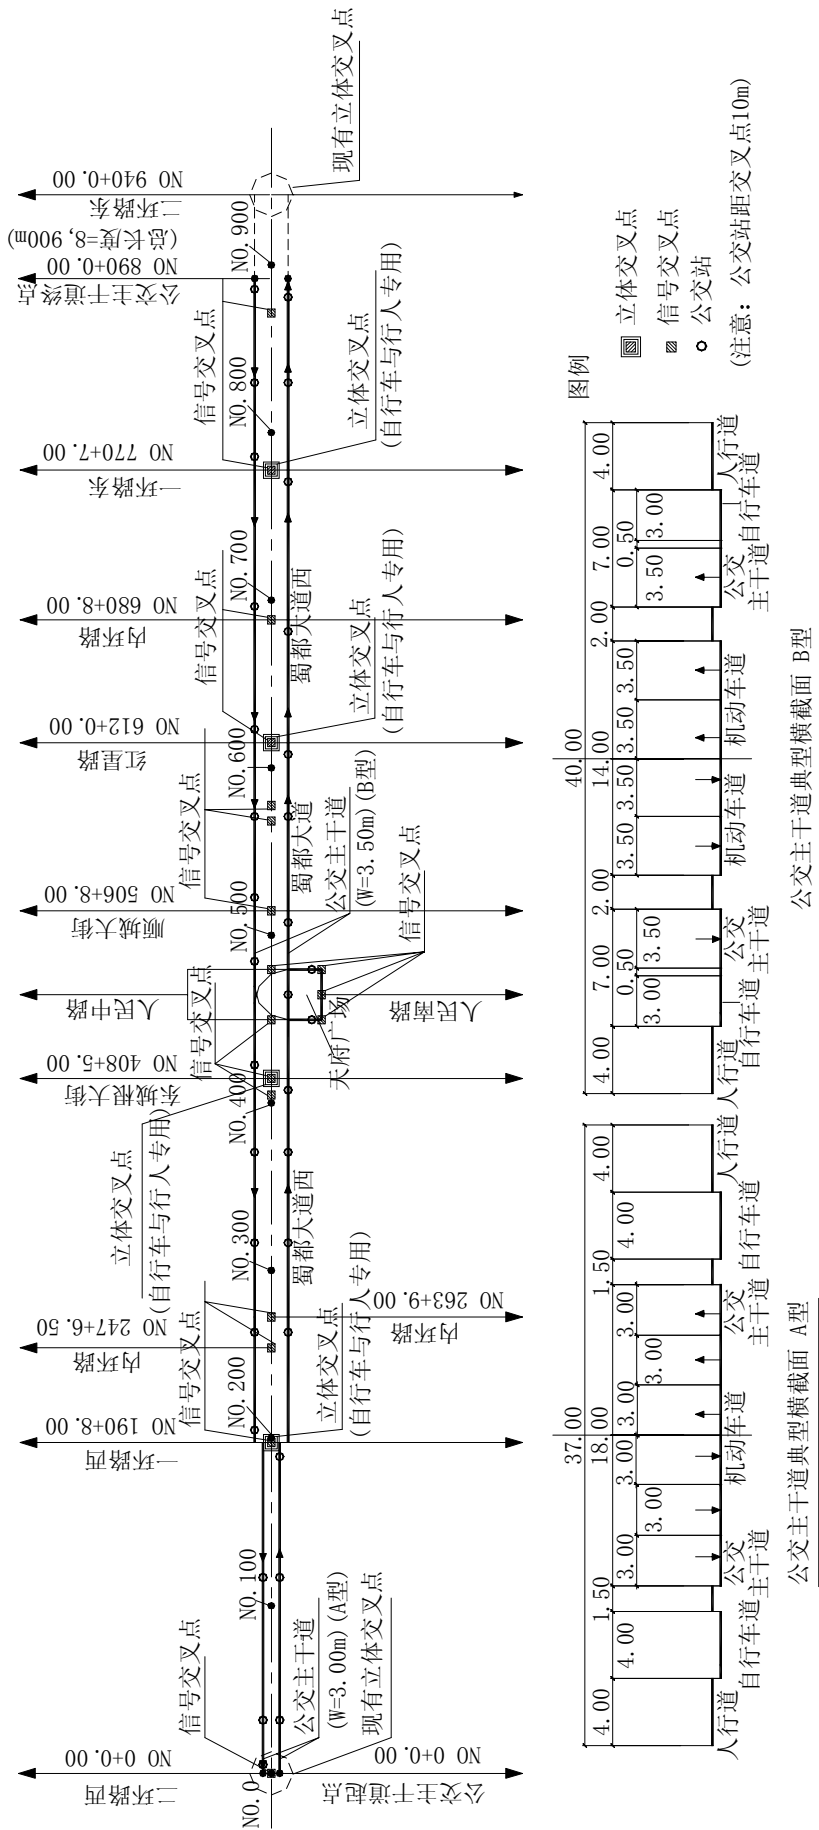 二环路西
NO 0+0.00
信号交叉点
NO.0
公交主干道起点
NO 0+0.00
公交主干道
(W=3.00m)(A型)
现有立体交叉点
NO.100
一环路西
NO 190+8.00
信号交叉点
NO.200
立体交叉点
(自行车与行人专用)
内环路
NO 247+6.50
内环路
NO 263+9.00
NO.300
蜀都大道西
立体交叉点
(自行车与行人专用)
东城根大街
NO 408+5.00
NO.400
信号交叉点
人民中路
天府广场
人民南路
信号交叉点
顺城大街
NO 506+8.00
NO.500
公交主干道
(W=3.50m)(B型)
信号交叉点
蜀都大道
NO.600
红星路
NO 612+0.00
信号交叉点
立体交叉点
(自行车与行人专用)
内环路
NO 680+8.00
蜀都大道西
NO.700
一环路东
NO 770+7.00
信号交叉点
立体交叉点
(自行车与行人专用)
NO.800
公交主干道终点
NO 890+0.00
(总长度=8,900m)
NO.900
二环路东
NO 940+0.00
现有立体交叉点
37.00
4.00
1.50
18.00
1.50
4.00
4.00
3.00
3.00
3.00
3.00
3.00
3.00
4.00
人行道
自行车道
公交
主干道
机动车道
公交
主干道
自行车道
人行道
公交主干道典型横截面 A型
40.00
4.00
7.00
2.00
14.00
2.00
7.00
4.00
3.00
0.50
3.50
3.50
3.50
3.50
3.50
3.50
0.50
3.00
人行道
自行车道
公交
主干道
机动车道
机动车道
公交
主干道
自行车道
人行道
公交主干道典型横截面 B型
图例
立体交叉点
信号交叉点
公交站
(注意: 公交站距交叉点10m)